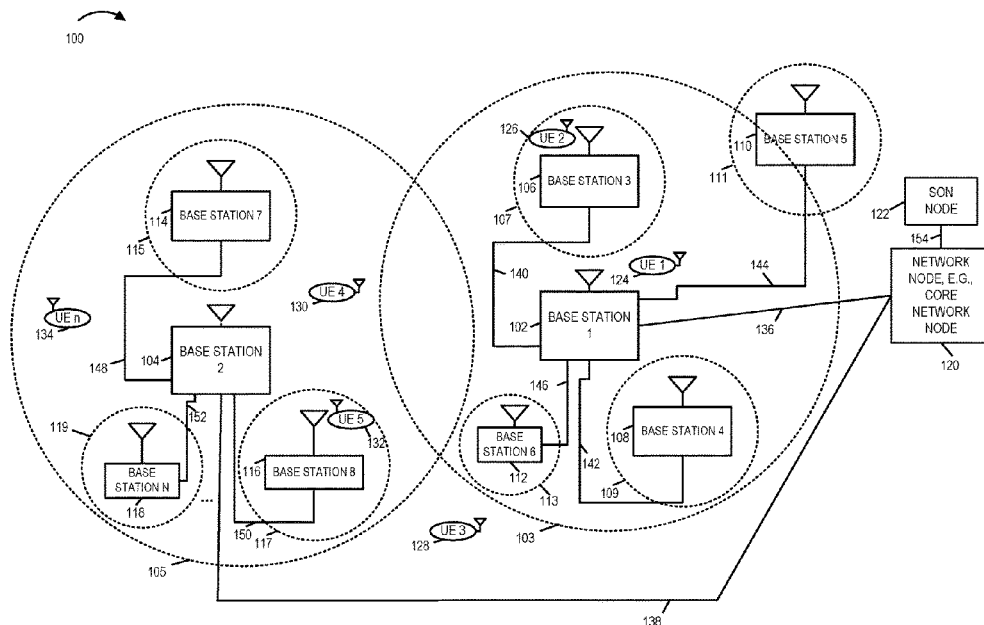 100
BASE STATION 7
114
115
BASE STATION 2
104
148
152
UE n
134
UE 4
130
119
BASE STATION N
118
...
BASE STATION 8
116
UE 5
132
150
117
105
126
UE 2
BASE STATION 3
106
107
140
UE 1
124
BASE STATION 1
102
146
BASE STATION 6
112
113
142
BASE STATION 4
108
109
103
UE 3
128
BASE STATION 5
110
111
144
136
138
SON
NODE
122
154
NETWORK
NODE, E.G.,
CORE
NETWORK
NODE
120